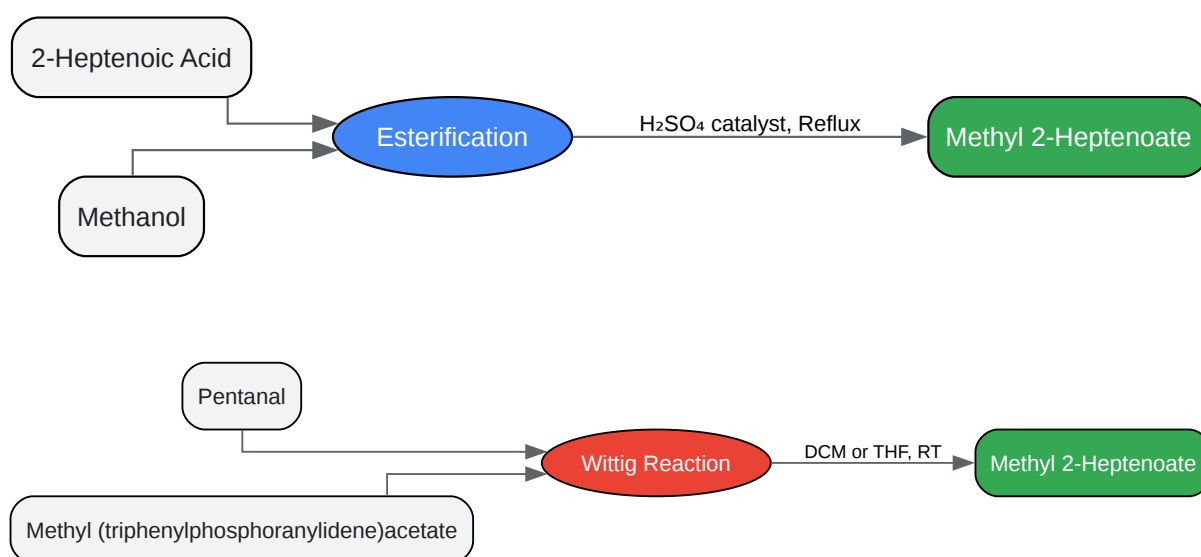 2-Heptenoic Acid
Methanol
Esterification
H₂SO₄ catalyst, Reflux
Methyl 2-Heptenoate
Pentanal
Methyl (triphenylphosphoranylidene)acetate
Wittig Reaction
DCM or THF, RT
Methyl 2-Heptenoate